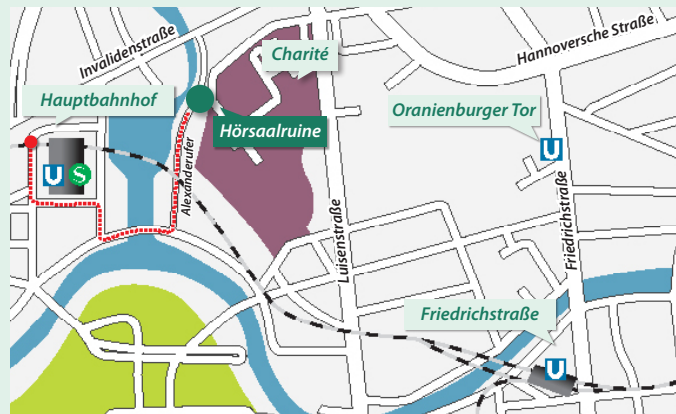 Invalidenstraße
Charité
Hannoversche Straße
Hauptbahnhof
Oranienburger Tor
Hörsaalruine
U
U
S
Alexanderufer
Luisenstraße
Friedrichstraße
Friedrichstraße
U